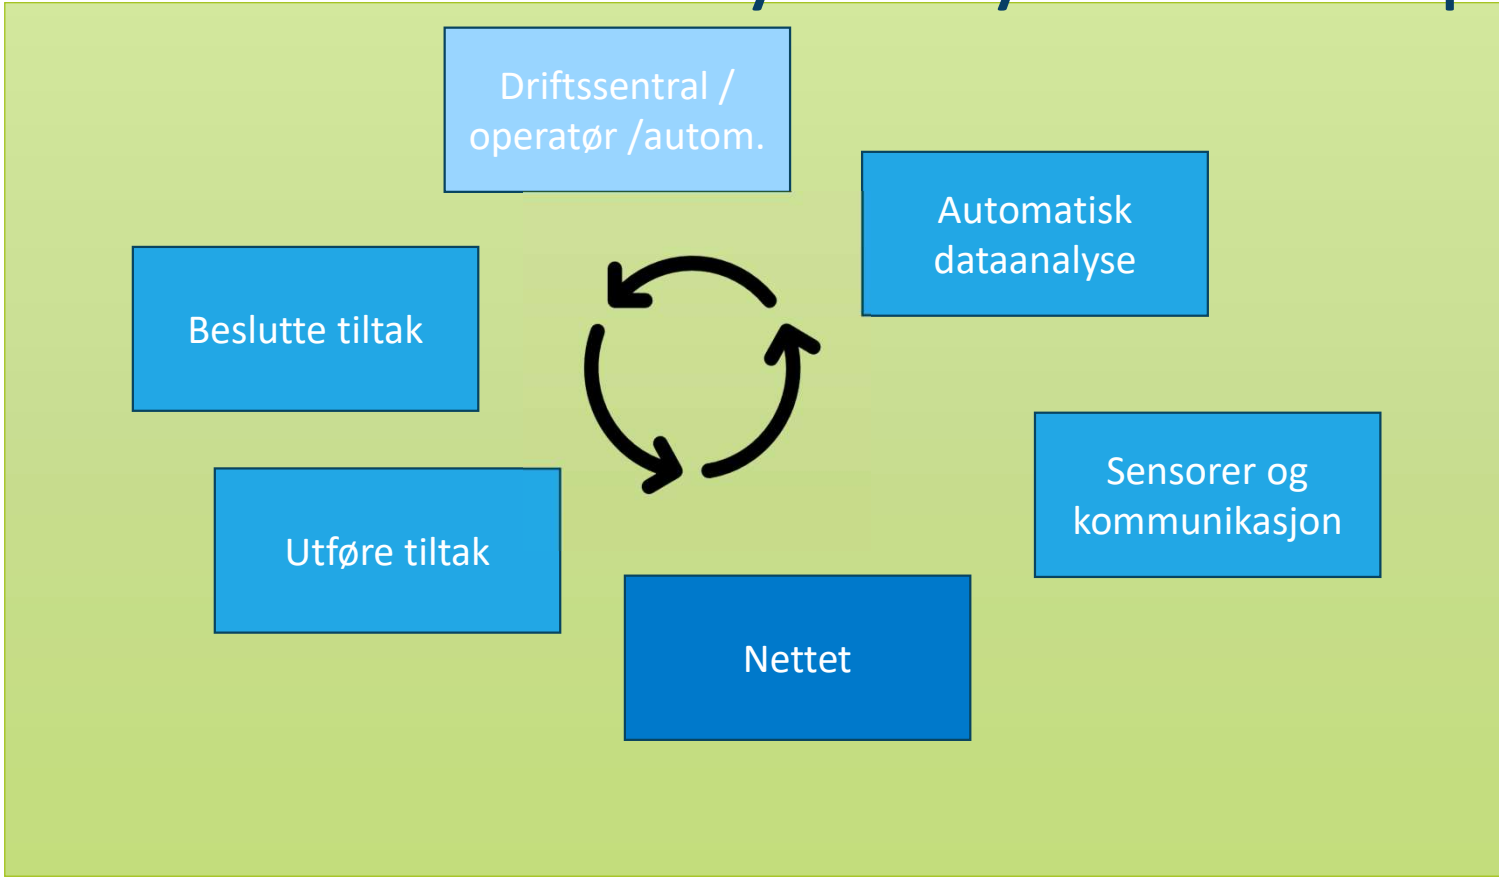 Driftssentral /
operatør /autom.
Automatisk
dataanalyse
Beslutte tiltak
Sensorer og
kommunikasjon
Utføre tiltak
Nettet